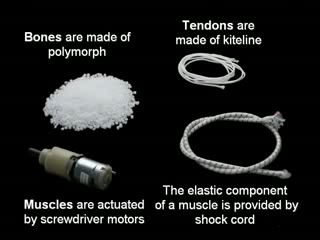 Bones are made of
polymorph
Tendons are
made of kiteline
Muscles are actuated
by screwdriver motors
The elastic component
of a muscle is provided by
shock cord